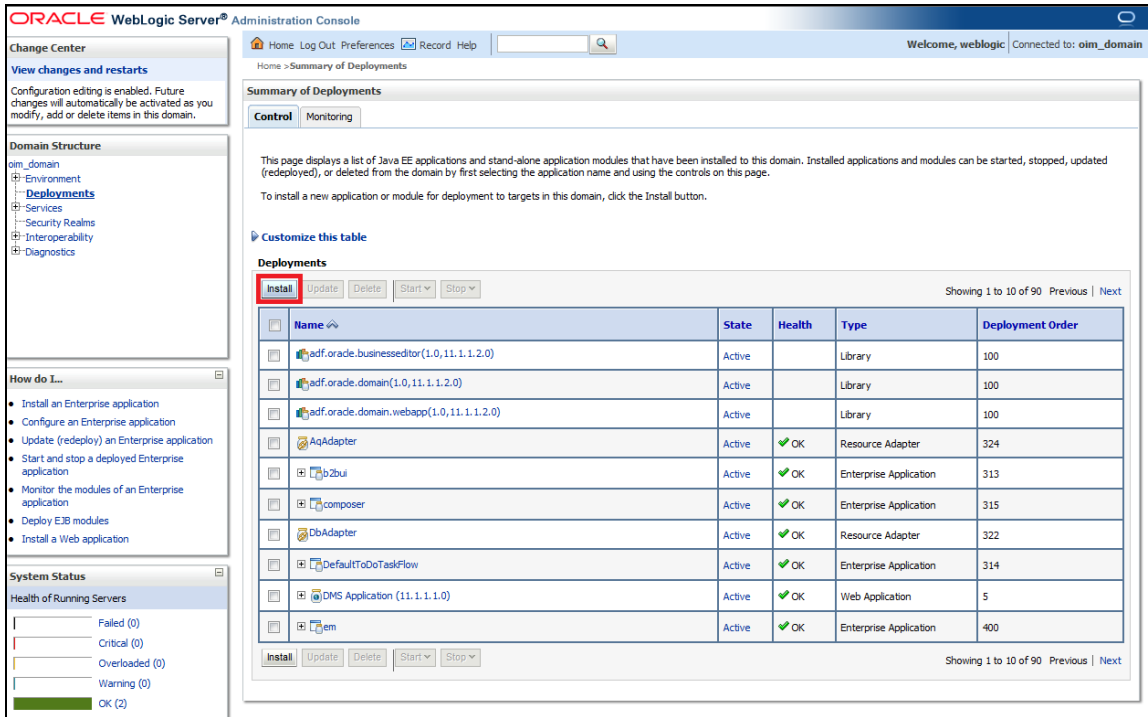 ORACLE WebLogic Server® Administration Console
Change Center
View changes and restarts
Configuration editing is enabled. Future
changes will automatically be activated as you
modify, add or delete items in this domain.
Domain Structure
oim_domain
Environment
Deployments
Services
Security Realms
Interoperability
Diagnostics
How do I...
Install an Enterprise application
Configure an Enterprise application
Update (redeploy) an Enterprise application
Start and stop a deployed Enterprise
application
Monitor the modules of an Enterprise
application
Deploy EJB modules
Install a Web application
System Status
Health of Running Servers
Failed (0)
Critical (0)
Overloaded (0)
Warning (0)
OK (2)
Home Log Out Preferences Record Help
Welcome, weblogic Connected to: oim_domain
Home >Summary of Deployments
Summary of Deployments
Control Monitoring
This page displays a list of Java EE applications and stand-alone application modules that have been installed to this domain. Installed applications and modules can be started, stopped, updated
(redeployed), or deleted from the domain by first selecting the application name and using the controls on this page.
To install a new application or module for deployment to targets in this domain, click the Install button.
Customize this table
Deployments
Install Update Delete Start Stop Showing 1 to 10 of 90 Previous | Next
Name State Health Type Deployment Order
adf.oracle.businesseditor(1.0,11.1.1.2.0) Active Library 100
adf.oracle.domain(1.0,11.1.1.2.0) Active Library 100
adf.oracle.domain.webapp(1.0,11.1.1.2.0) Active Library 100
AqAdapter Active OK Resource Adapter 324
b2bui Active OK Enterprise Application 313
composer Active OK Enterprise Application 315
DbAdapter Active OK Resource Adapter 322
DefaultToDoTaskFlow Active OK Enterprise Application 314
DMS Application (11.1.1.1.0) Active OK Web Application 5
em Active OK Enterprise Application 400
Install Update Delete Start Stop Showing 1 to 10 of 90 Previous | Next